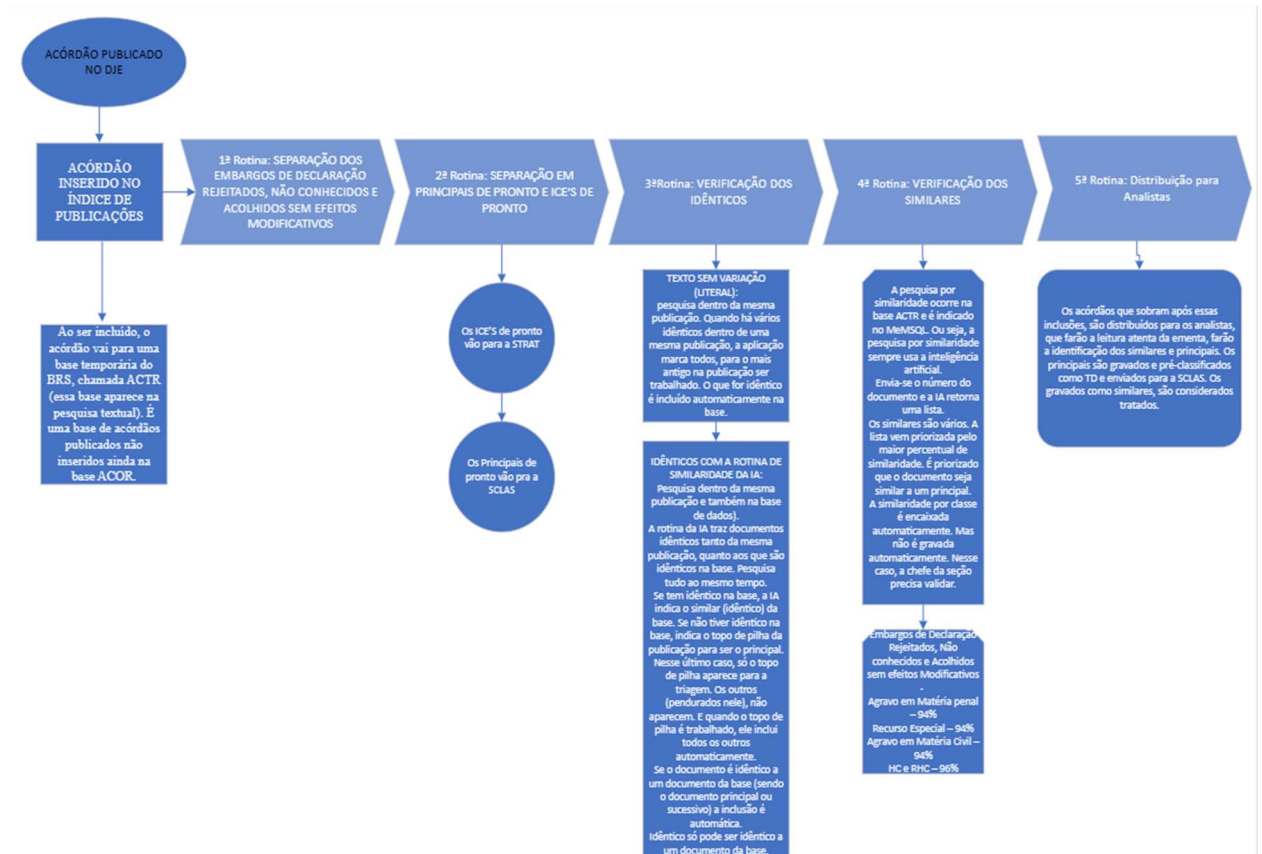 ACÓRDÃO PUBLICADO
NO DJE
ACÓRDÃO
INSERIDO NO
ÍNDICE DE
PUBLICAÇÕES
Ao ser incluído, o
acórdão vai para uma
base temporária do
BRS, chamada ACTR
(essa base aparece na
pesquisa textual). É
uma base de acórdãos
publicados não
inseridos ainda na
base ACOR.
1ª Rotina: SEPARAÇÃO DOS
EMBARGOS DE DECLARAÇÃO
REJEITADOS, NÃO CONHECIDOS E
ACOLHIDOS SEM EFEITOS
MODIFICATIVOS
2ª Rotina: SEPARAÇÃO EM
PRINCIPAIS DE PRONTO E ICE'S DE
PRONTO
Os ICE'S de pronto
vão para a STRAT
Os Principais de
pronto vão pra a
SCLAS
3ªRotina: VERIFICAÇÃO DOS
IDÊNTICOS
TEXTO SEM VARIAÇÃO
(LITERAL):
pesquisa dentro da mesma
publicação. Quando há vários
idênticos dentro de uma
mesma publicação, a aplicação
marca todos, para o mais
antigo na publicação ser
trabalhado. O que for idêntico
é incluído automaticamente na
base.
IDÊNTICOS COM A ROTINA DE
SIMILARIDADE DA IA:
Pesquisa dentro da mesma
publicação e também na base
de dados).
A rotina da IA traz documentos
idênticos tanto da mesma
publicação, quanto aos que são
idênticos na base. Pesquisa
tudo ao mesmo tempo.
Se tem idêntico na base, a IA
indica o similar (idêntico) da
base. Se não tiver idêntico na
base, indica o topo de pilha da
publicação para ser o principal.
Nesse último caso, só o topo
de pilha aparece para a
triagem. Os outros
(pendurados nele), não
aparecem. E quando o topo de
pilha é trabalhado, ele inclui
todos os outros
automaticamente.
Se o documento é idêntico a
um documento da base (sendo
o documento principal ou
sucessivo) a inclusão é
automática.
Idêntico só pode ser idêntico a
um documento da base.
4ª Rotina: VERIFICAÇÃO DOS
SIMILARES
A pesquisa por
similaridade ocorre na
base ACTR e é indicado
no MeMSQL. Ou seja, a
pesquisa por similaridade
sempre usa a inteligência
artificial.
Envia-se o número do
documento e a IA retorna
uma lista.
Os similares são vários. A
lista vem priorizada pelo
maior percentual de
similaridade. É priorizado
que o documento seja
similar a um principal.
A similaridade por classe
é encaixada
automaticamente. Mas
não é gravada
automaticamente. Nesse
caso, a chefe da seção
precisa validar.
Embargos de Declaração
Rejeitados, Não
conhecidos e Acolhidos
sem efeitos Modificativos
-
Agravo em Matéria penal
– 94%
Recurso Especial – 94%
Agravo em Matéria Civil –
94%
HC e RHC – 96%
5ª Rotina: Distribuição para
Analistas
Os acórdãos que sobram após essas
inclusões, são distribuídos para os analistas,
que farão a leitura atenta da ementa, farão
a identificação dos similares e principais. Os
principais são gravados e pré-classificados
como TD e enviados para a SCLAS. Os
gravados como similares, são considerados
tratados.